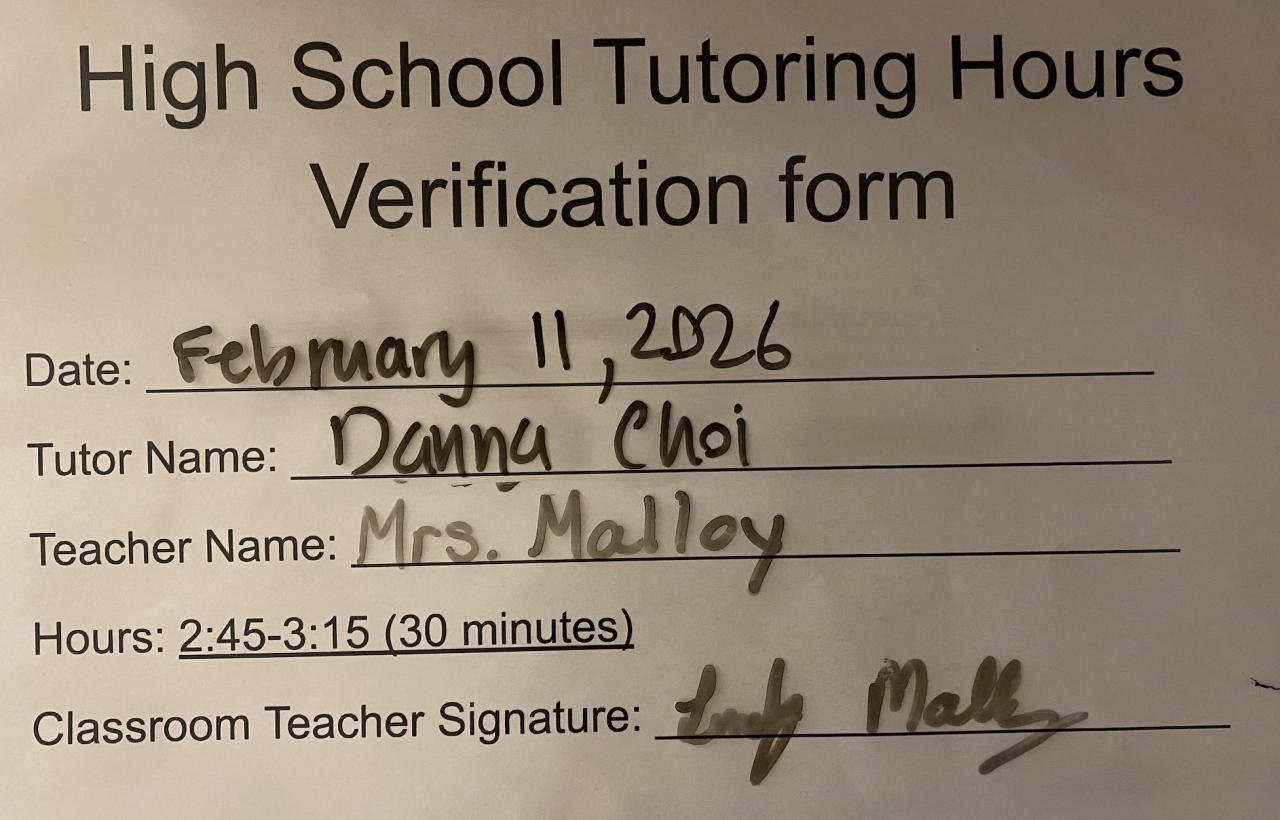 High School Tutoring Hours
Verification form
Date: February 11, 2026
Tutor Name: Danna Choi
Teacher Name: Mrs. Malloy
Hours: 2:45-3:15 (30 minutes)
Classroom Teacher Signature: Malloy